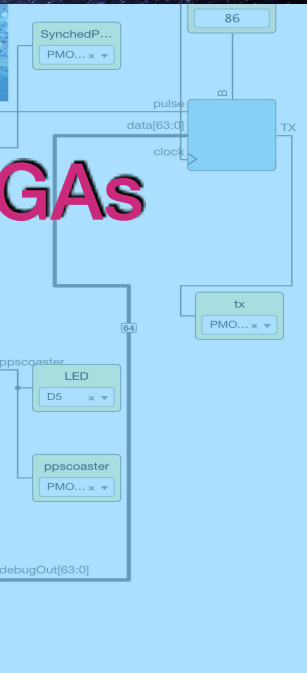 86
SynchedP...
PMO...
B
pulse
data[63:0]
TX
clock
GAs
tx
PMO...
64
ppscoaster
LED
D5
ppscoaster
PMO...
debugOut[63:0]